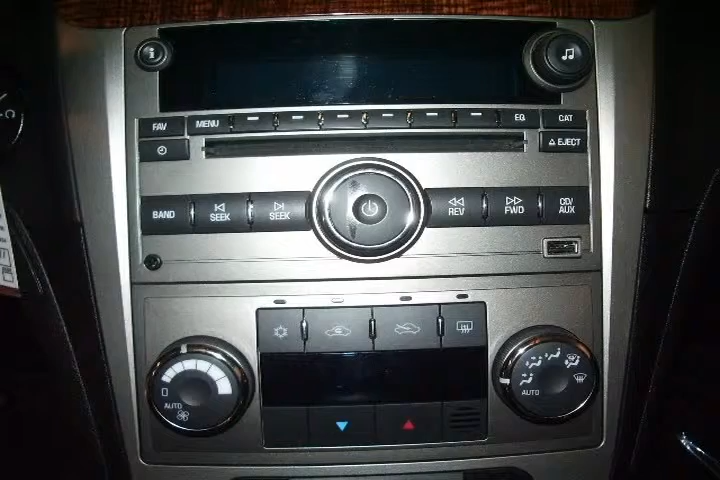 i
FAV MENU EQ CAT
EJECT
BAND SEEK SEEK REV FWD CD/
AUX
AUTO AUTO